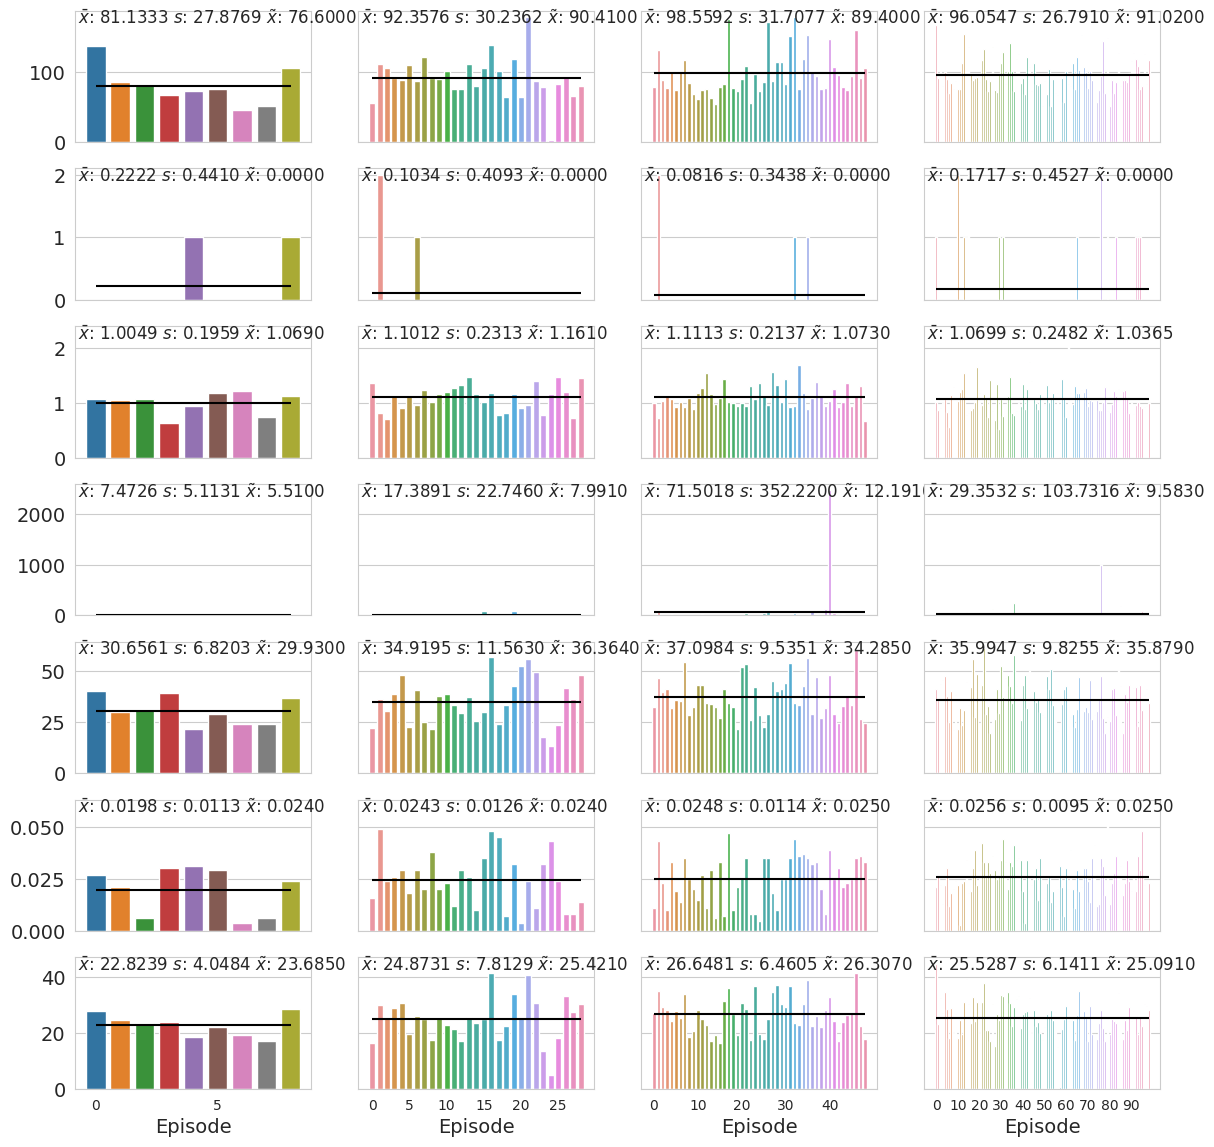 x̄: 81.1333 s: 27.8769 x̃: 76.6000
x̄: 92.3576 s: 30.2362 x̃: 90.4100
x̄: 98.5592 s: 31.7077 x̃: 89.4000
x̄: 96.0547 s: 26.7910 x̃: 91.0200
100
0
x̄: 0.2222 s: 0.4410 x̃: 0.0000
x̄: 0.1034 s: 0.4093 x̃: 0.0000
x̄: 0.0816 s: 0.3438 x̃: 0.0000
x̄: 0.1717 s: 0.4527 x̃: 0.0000
2
1
0
x̄: 1.0049 s: 0.1959 x̃: 1.0690
x̄: 1.1012 s: 0.2313 x̃: 1.1610
x̄: 1.1113 s: 0.2137 x̃: 1.0730
x̄: 1.0699 s: 0.2482 x̃: 1.0365
2
1
0
x̄: 7.4726 s: 5.1131 x̃: 5.5100
x̄: 17.3891 s: 22.7460 x̃: 7.9910
x̄: 71.5018 s: 352.2200 x̃: 12.1910
x̄: 29.3532 s: 103.7316 x̃: 9.5830
2000
1000
0
x̄: 30.6561 s: 6.8203 x̃: 29.9300
x̄: 34.9195 s: 11.5630 x̃: 36.3640
x̄: 37.0984 s: 9.5351 x̃: 34.2850
x̄: 35.9947 s: 9.8255 x̃: 35.8790
50
25
0
x̄: 0.0198 s: 0.0113 x̃: 0.0240
x̄: 0.0243 s: 0.0126 x̃: 0.0240
x̄: 0.0248 s: 0.0114 x̃: 0.0250
x̄: 0.0256 s: 0.0095 x̃: 0.0250
0.050
0.025
0.000
x̄: 22.8239 s: 4.0484 x̃: 23.6850
x̄: 24.8731 s: 7.8129 x̃: 25.4210
x̄: 26.6481 s: 6.4605 x̃: 26.3070
x̄: 25.5287 s: 6.1411 x̃: 25.0910
40
20
0
0 5
0 5 10 15 20 25
0 10 20 30 40
0 10 20 30 40 50 60 70 80 90
Episode
Episode
Episode
Episode